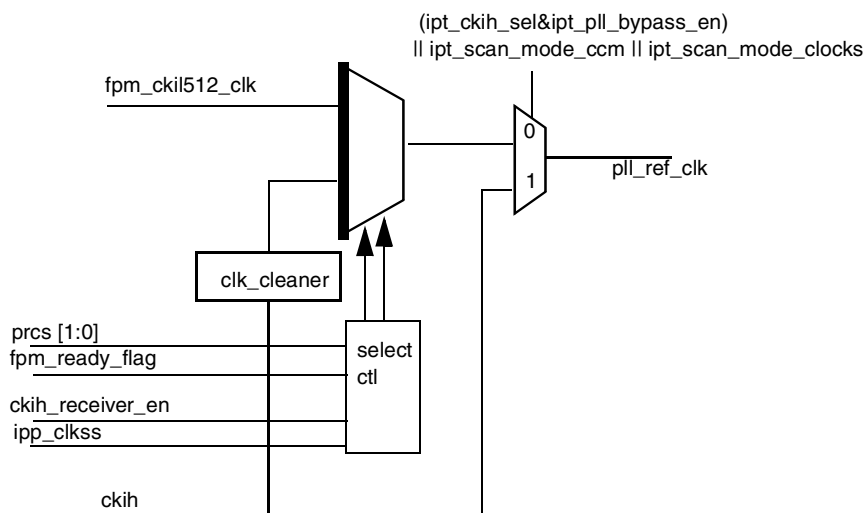 (ipt_ckih_sel&ipt_pll_bypass_en)
|| ipt_scan_mode_ccm || ipt_scan_mode_clocks
fpm_ckil512_clk
0
pll_ref_clk
1
clk_cleaner
prcs [1:0]
select
fpm_ready_flag
ctl
ckih_receiver_en
ipp_clkss
ckih